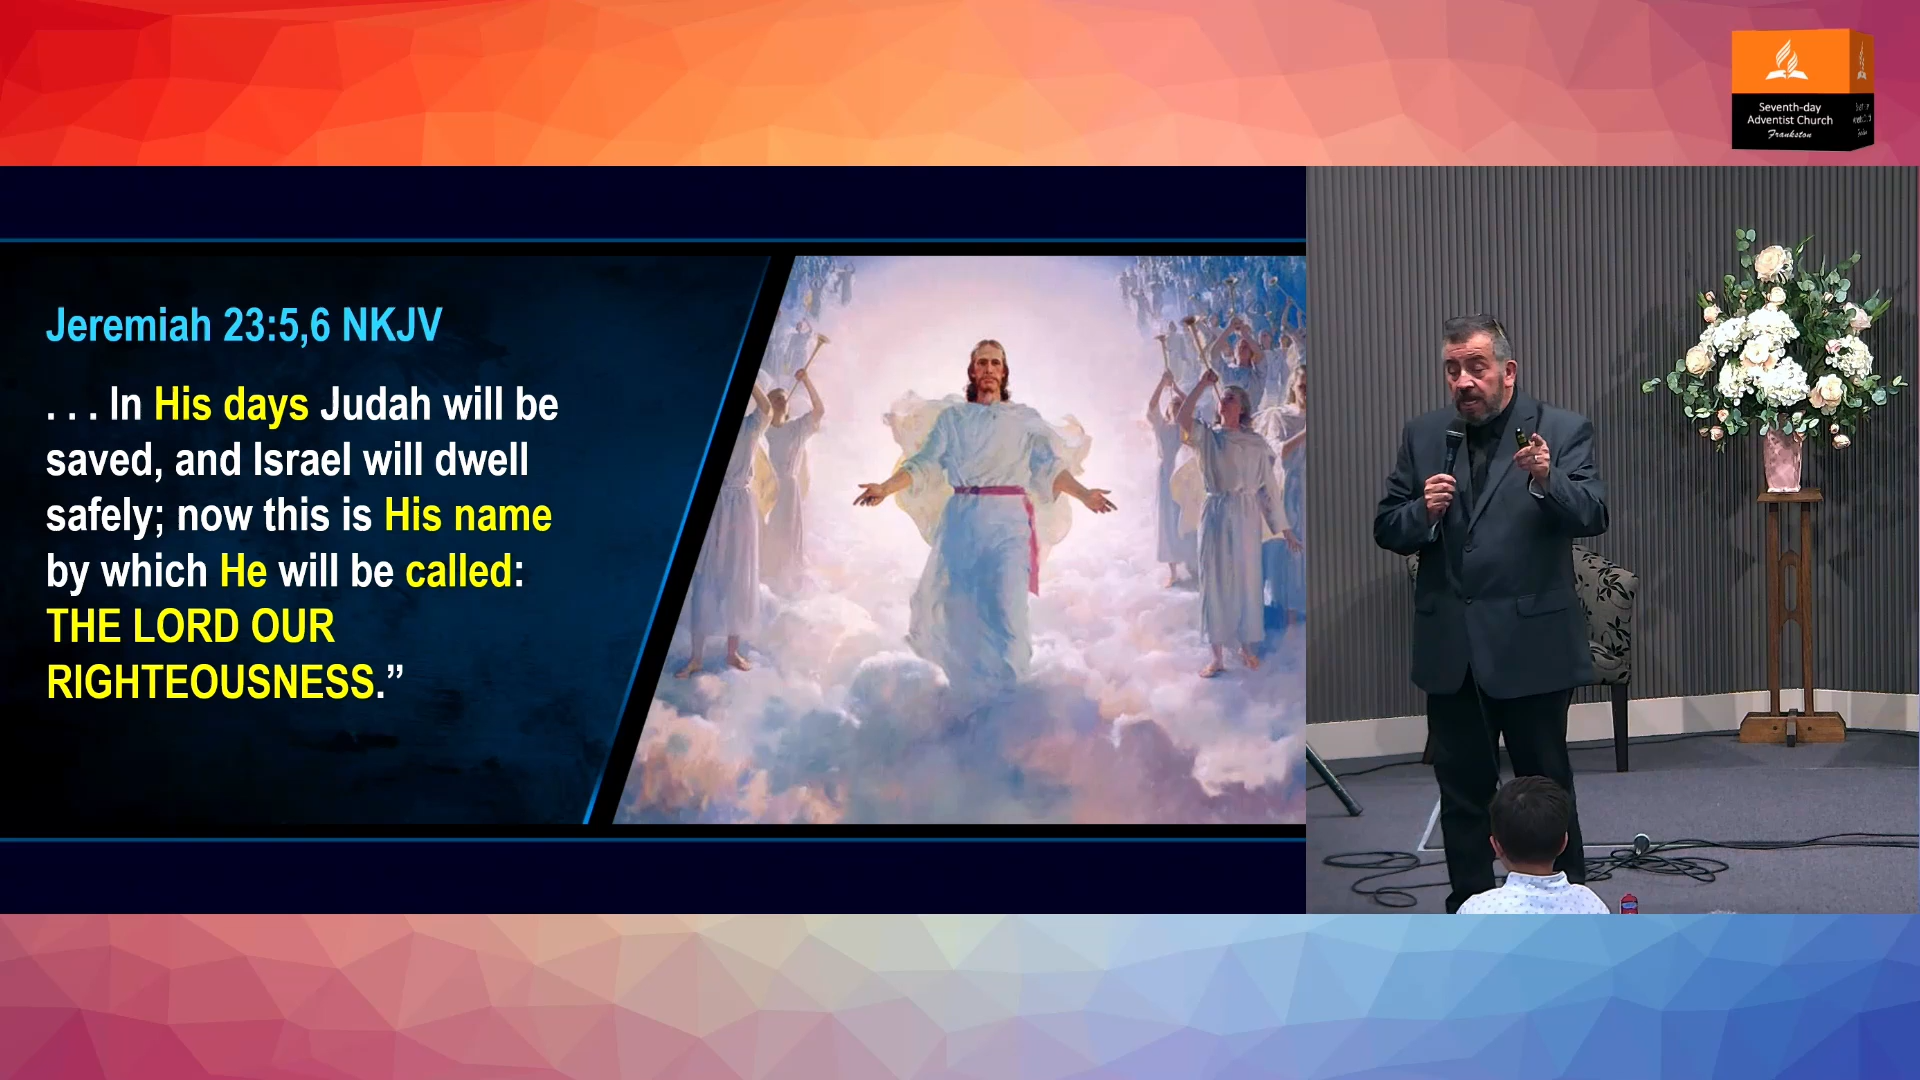 Seventh-day
Adventist Church
Frankston
Jeremiah 23:5,6 NKJV
. . . In His days Judah will be
saved, and Israel will dwell
safely; now this is His name
by which He will be called:
THE LORD OUR
RIGHTEOUSNESS.”